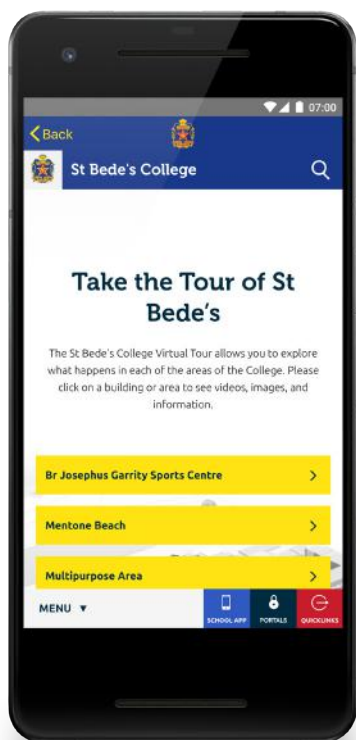 07:00
Back
St Bede's College
Take the Tour of St
Bede's
The St Bede's College Virtual Tour allows you to explore
what happens in each of the areas of the College. Please
click on a building or area to see videos, images, and
information.
Br Josephus Garrity Sports Centre
Mentone Beach
Multipurpose Area
MENU ▼
SCHOOL APP PORTALS QUICKLINKS